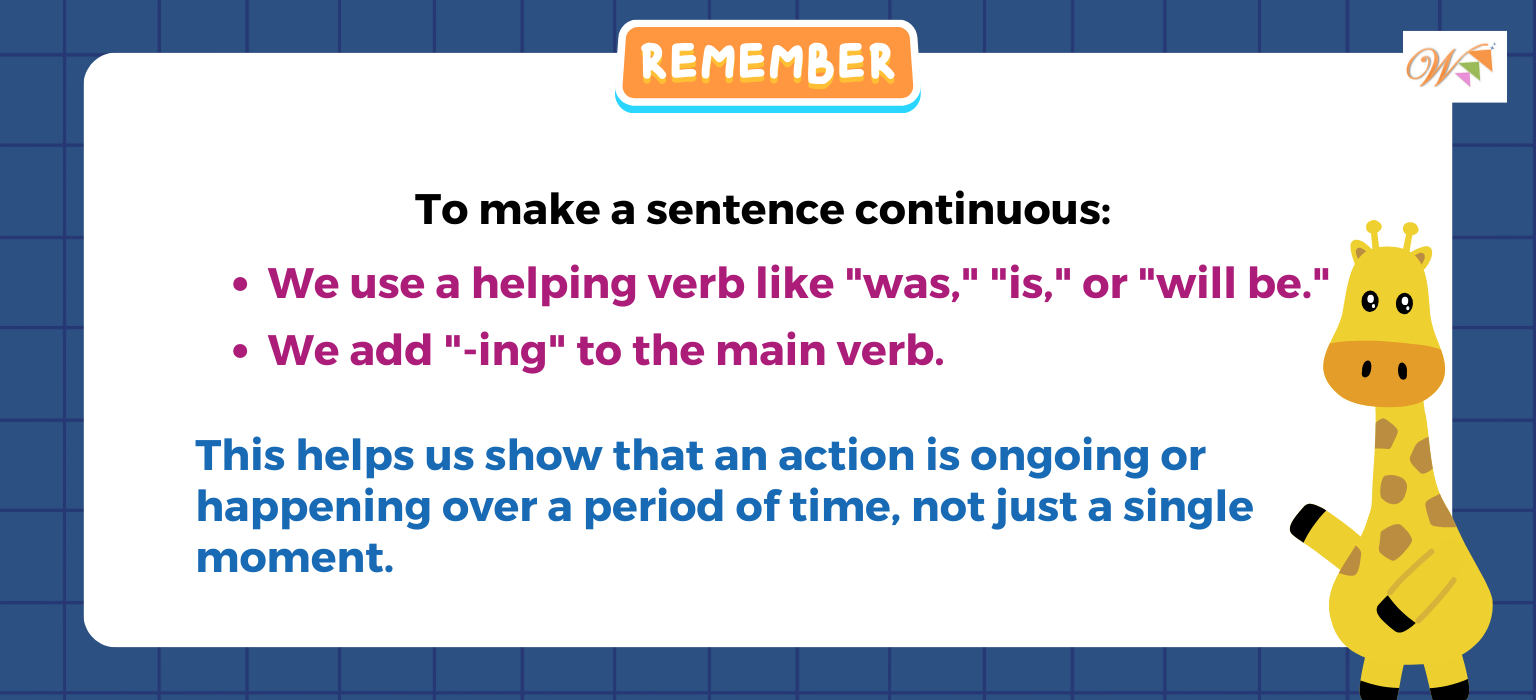 REMEMBER
W
To make a sentence continuous:
• We use a helping verb like "was," "is," or "will be."
• We add "-ing" to the main verb.
This helps us show that an action is ongoing or
happening over a period of time, not just a single
moment.